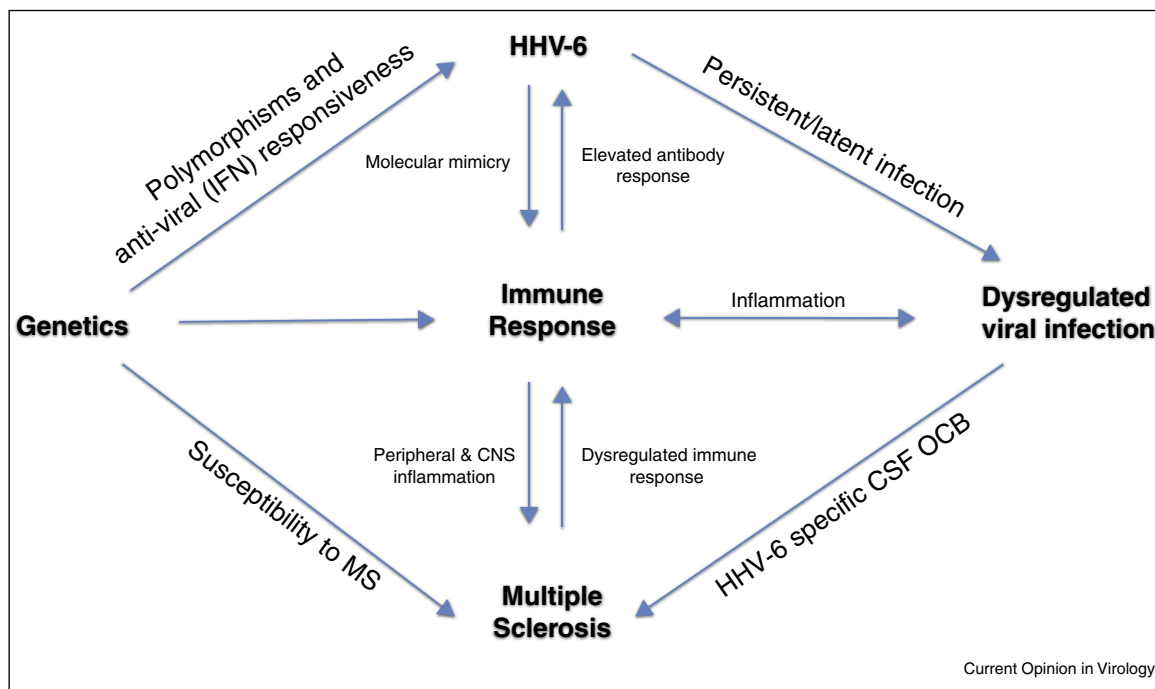 HHV-6
Polymorphisms and
anti-viral (IFN) responsiveness
Persistent/latent infection
Molecular mimicry
Elevated antibody
response
Genetics
Immune
Response
Inflammation
Dysregulated
viral infection
Susceptibility to MS
Peripheral & CNS
inflammation
Dysregulated immune
response
HHV-6 specific CSF OCB
Multiple
Sclerosis
Current Opinion in Virology